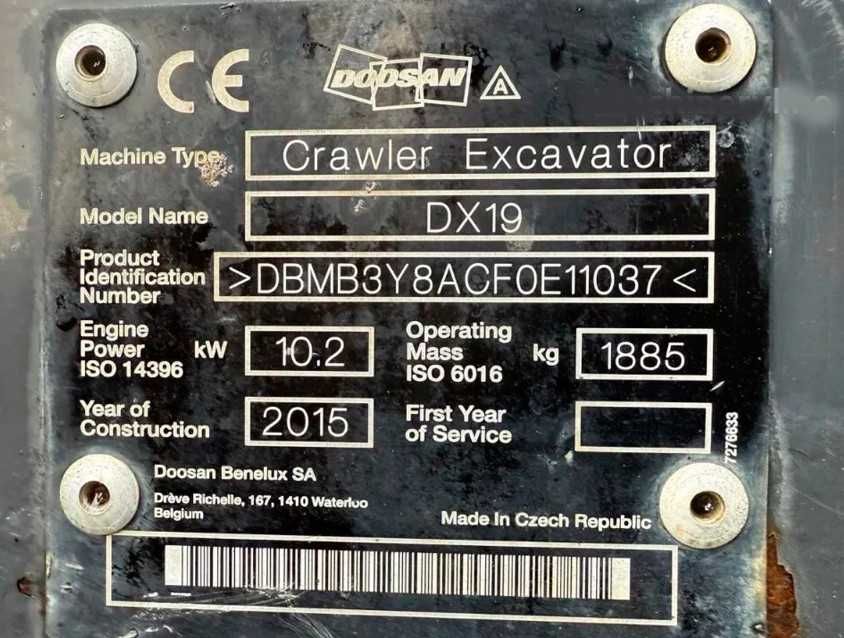 CE DOOSAN A
Machine Type Crawler Excavator
Model Name DX19
Product
Identification >DBMB3Y8ACF0E11037<
Number
Engine Operating
Power kW 10.2 Mass kg 1885
ISO 14396 ISO 6016
Year of First Year
Construction 2015 of Service
7276633
Doosan Benelux SA
Drève Richelle, 167, 1410 Waterloo
Belgium
Made In Czech Republic